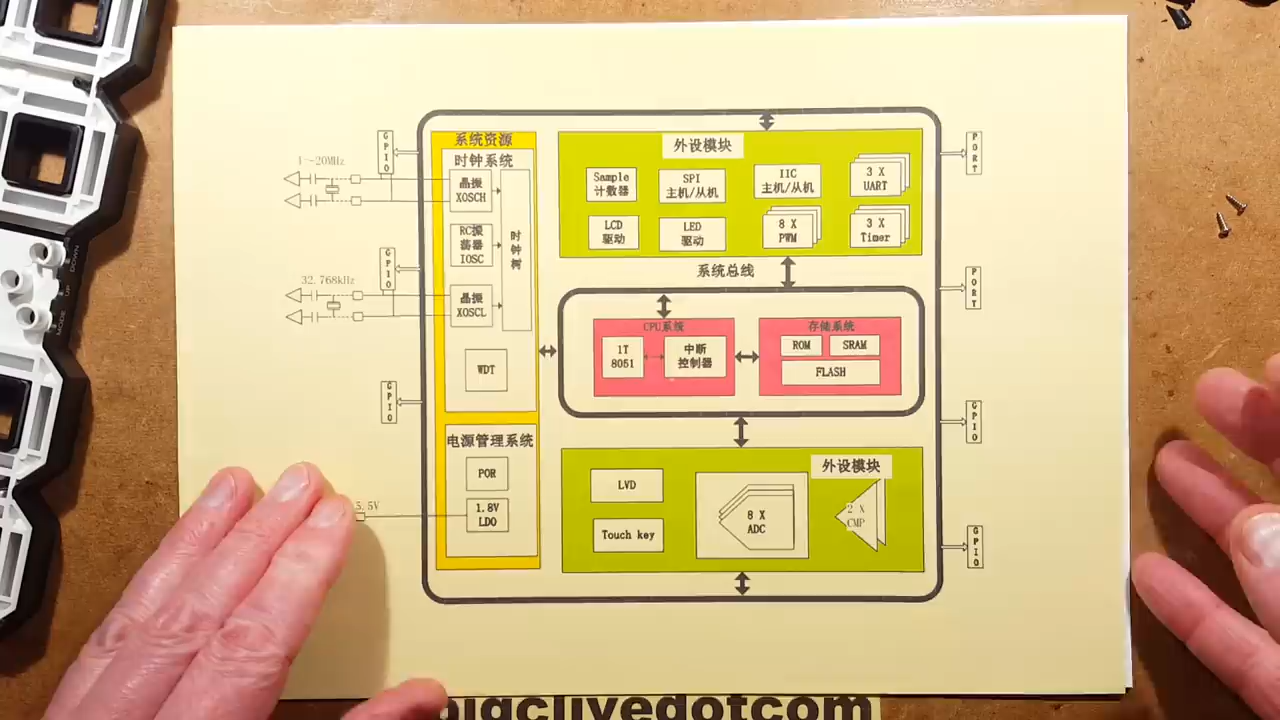 系统资源
时钟系统
GPIO
1~20MHz
晶振
XOSCH
RC振
荡器
IOSC
时钟树
GPIO
32.768kHz
晶振
XOSCL
WDT
GPIO
电源管理系统
POR
1.8V
LDO
5.5V
外设模块
Sample
计数器
SPI
主机/从机
IIC
主机/从机
3 X
UART
LCD
驱动
LED
驱动
8 X
PWM
3 X
Timer
系统总线
CPU系统
1T
8051
中断
控制器
存储系统
ROM
SRAM
FLASH
外设模块
LVD
Touch key
8 X
ADC
2 X
CMP
PORT
PORT
GPIO
GPIO
DOWN
UP
MODE
bigclivedotcom